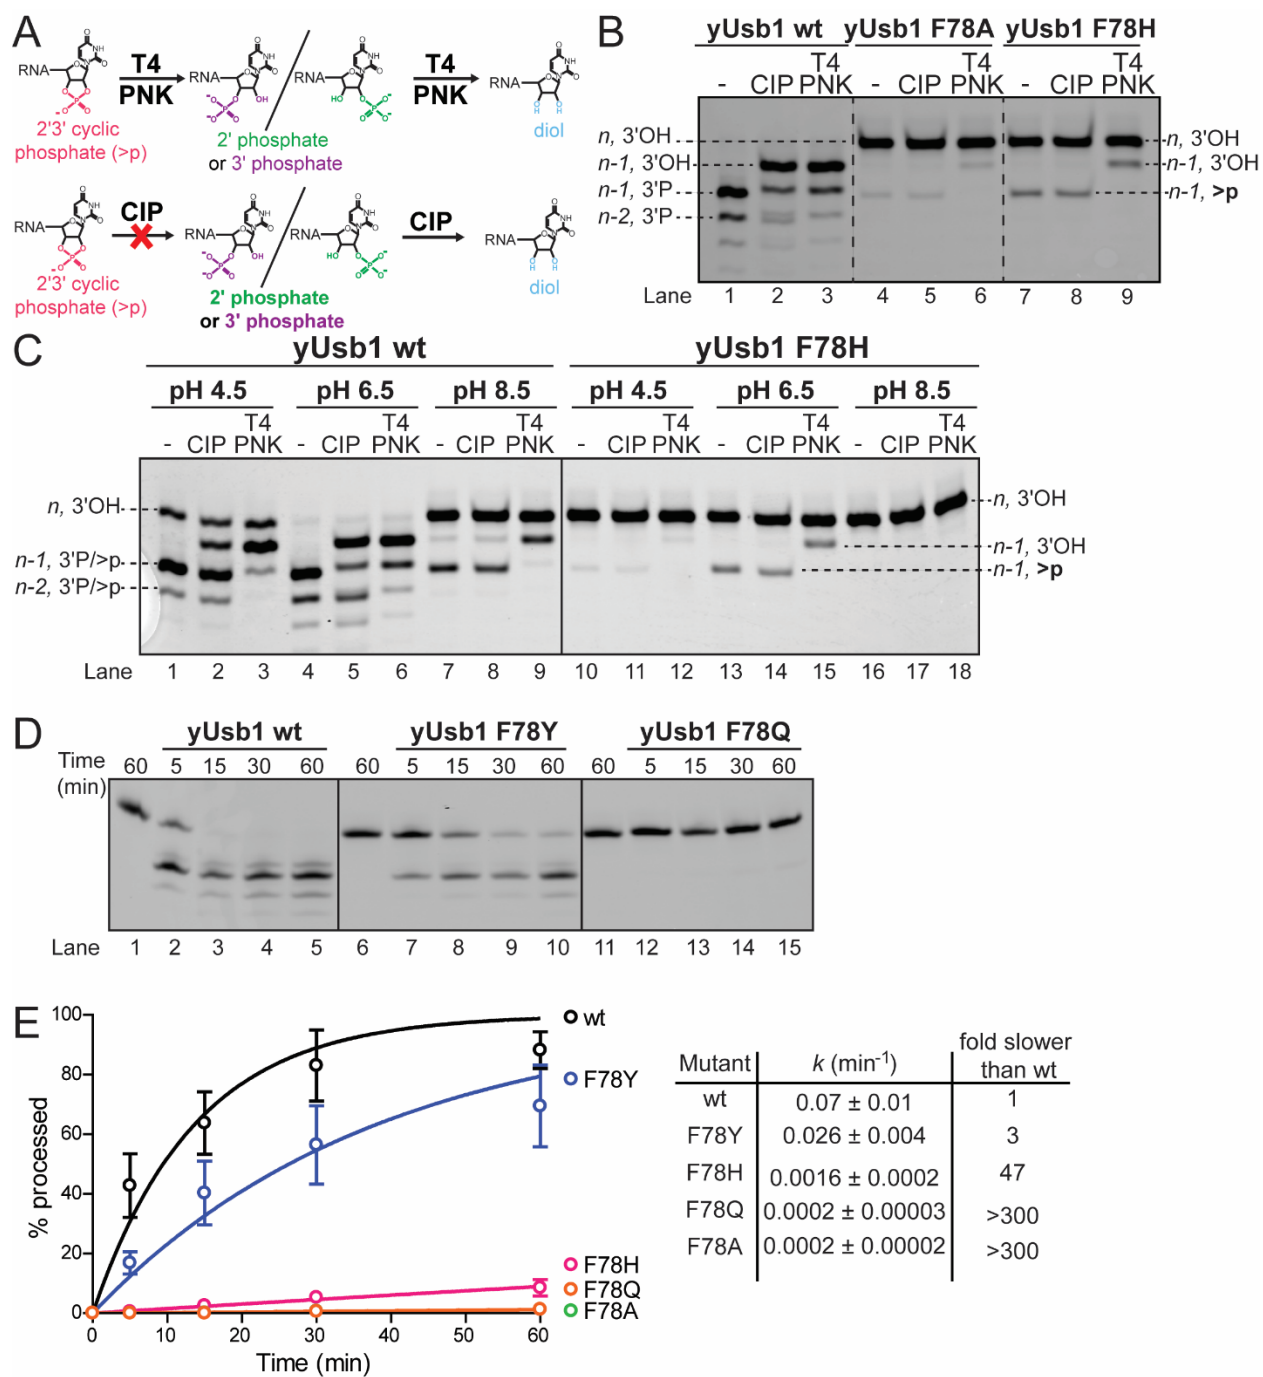 A
RNA
T4
PNK
RNA
RNA
T4
PNK
RNA
2'3' cyclic
phosphate (>p)
2' phosphate
or 3' phosphate
diol
RNA
CIP
RNA
RNA
CIP
RNA
2'3' cyclic
phosphate (>p)
2' phosphate
or 3' phosphate
diol
B
yUsb1 wt yUsb1 F78A yUsb1 F78H
T4 T4 T4
- CIP PNK - CIP PNK - CIP PNK
n, 3'OH
n-1, 3'OH
n-1, 3'P
n-2, 3'P
n, 3'OH
n-1, 3'OH
n-1, >p
Lane 1 2 3 4 5 6 7 8 9
C
yUsb1 wt yUsb1 F78H
pH 4.5 pH 6.5 pH 8.5 pH 4.5 pH 6.5 pH 8.5
T4 T4 T4 T4 T4 T4
- CIP PNK - CIP PNK - CIP PNK - CIP PNK - CIP PNK - CIP PNK
n, 3'OH
n-1, 3'P/>p
n-2, 3'P/>p
n, 3'OH
n-1, 3'OH
n-1, >p
Lane 1 2 3 4 5 6 7 8 9 10 11 12 13 14 15 16 17 18
D
yUsb1 wt yUsb1 F78Y yUsb1 F78Q
Time 60 5 15 30 60 60 5 15 30 60 60 5 15 30 60
(min)
Lane 1 2 3 4 5 6 7 8 9 10 11 12 13 14 15
E
% processed
100
80
60
40
20
0
0 10 20 30 40 50 60
Time (min)
wt
F78Y
F78H
F78Q
F78A
Mutant k (min-1) fold slower
than wt
wt 0.07 ± 0.01 1
F78Y 0.026 ± 0.004 3
F78H 0.0016 ± 0.0002 47
F78Q 0.0002 ± 0.00003 >300
F78A 0.0002 ± 0.00002 >300